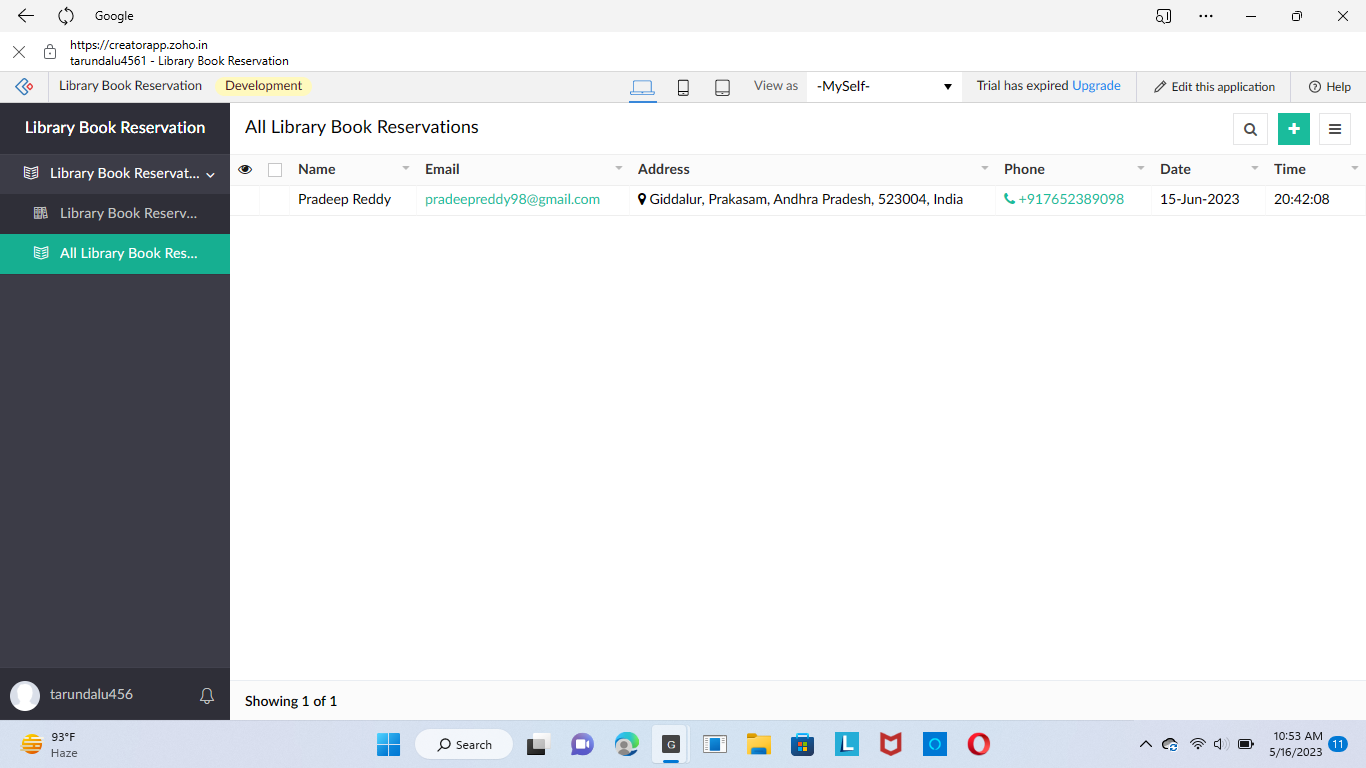 Google
https://creatorapp.zoho.in
tarundalu4561 - Library Book Reservation
Library Book Reservation Development View as -MySelf- Trial has expired Upgrade Edit this application Help
Library Book Reservation
All Library Book Reservations
Library Book Reservat...
Library Book Reserv...
All Library Book Res...
Name Email Address Phone Date Time
Pradeep Reddy pradeepreddy98@gmail.com Giddalur, Prakasam, Andhra Pradesh, 523004, India +917652389098 15-Jun-2023 20:42:08
tarundalu456
Showing 1 of 1
93°F
Haze
Search
G
L
O
10:53 AM
5/16/2023
11